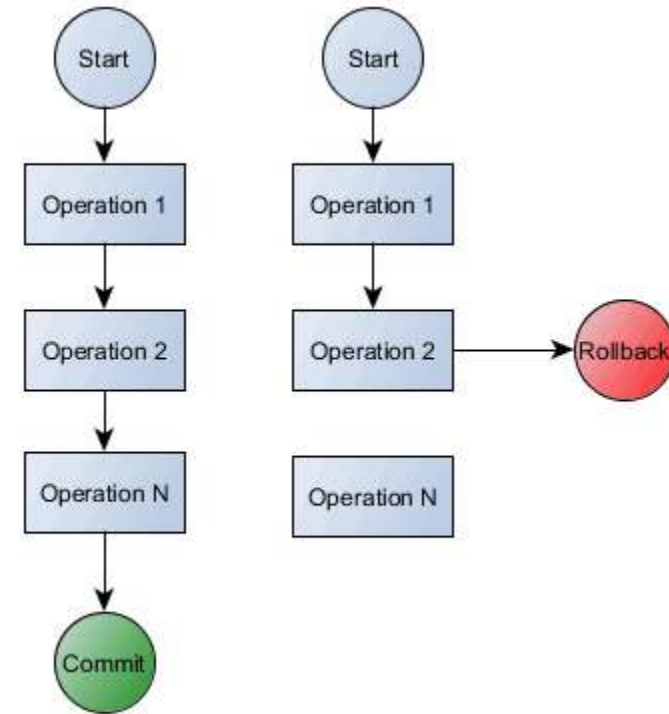 Start
Operation 1
Operation 2
Operation N
Commit
Start
Operation 1
Operation 2
Rollback
Operation N